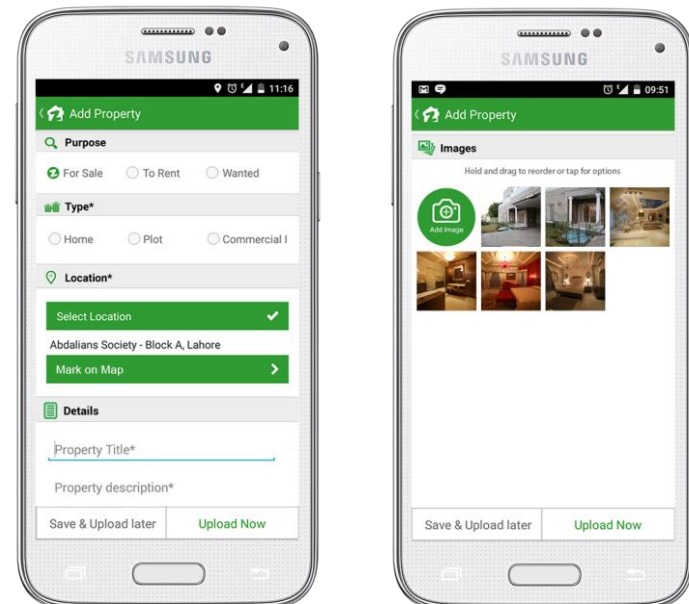 SAMSUNG
11:16
Add Property
Purpose
For Sale To Rent Wanted
Type*
Home Plot Commercial I
Location*
Select Location
Abdalians Society - Block A, Lahore
Mark on Map
Details
Property Title*
Property description*
Save & Upload later Upload Now
SAMSUNG
09:51
Add Property
Images
Hold and drag to reorder or tap for options
Add Image
Save & Upload later Upload Now